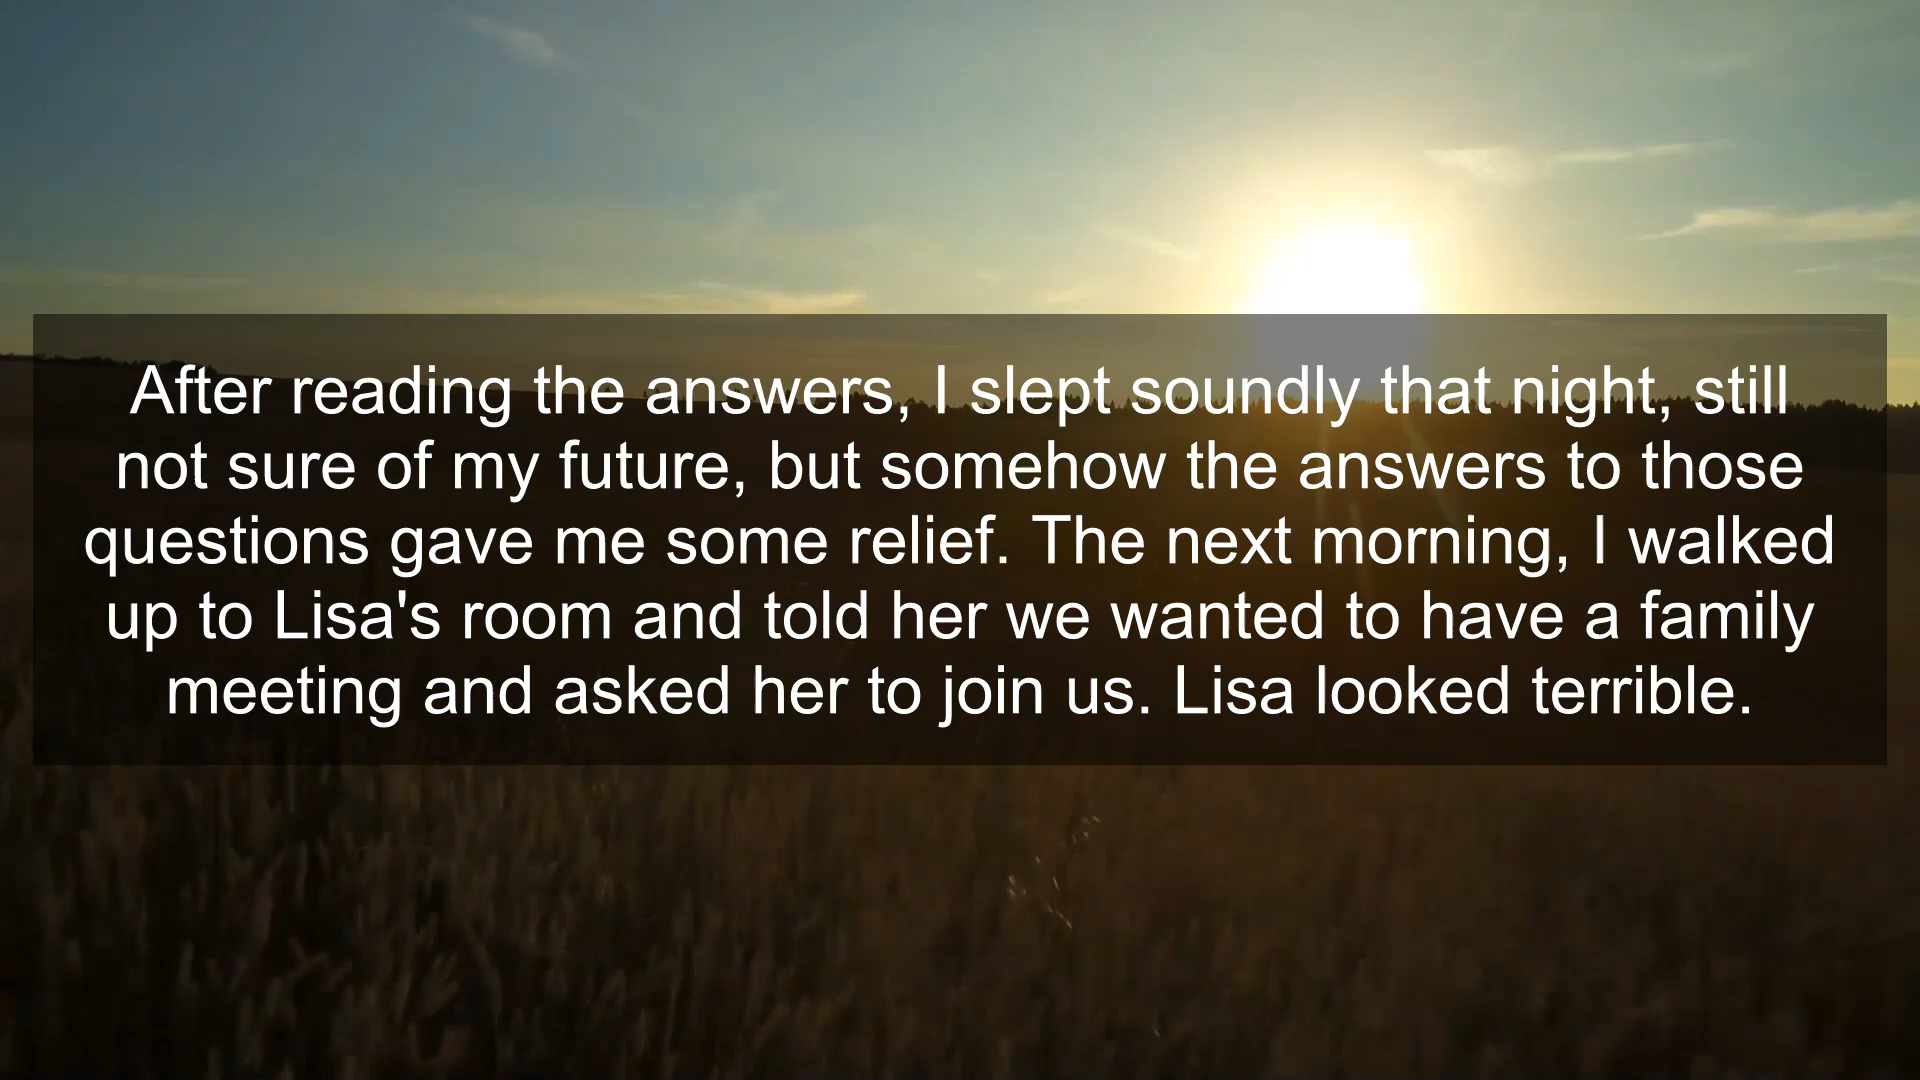 After reading the answers, I slept soundly that night, still
not sure of my future, but somehow the answers to those
questions gave me some relief. The next morning, I walked
up to Lisa's room and told her we wanted to have a family
meeting and asked her to join us. Lisa looked terrible.